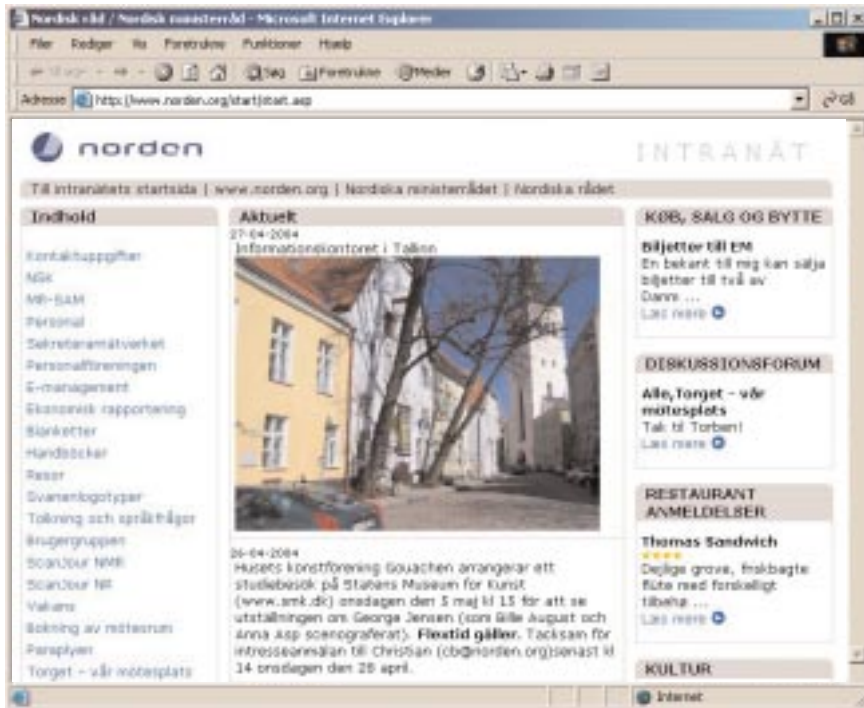 Nordisk råd / Nordisk ministerråd - Microsoft Internet Explorer
Filer Rediger Vis Foretrukne Funktioner Hjælp
Søg Foretrukne Medier
Adresse http://www.norden.org/start/start.asp Gå
norden
INTRANÄT
Till intranätets startsida | www.norden.org | Nordiska ministerrådet | Nordiska rådet
Indhold
Kontaktuppgifter
NSK
MR-SAM
Personal
Sekretariatnätverket
Personalföreningen
E-management
Ekonomisk rapportering
Blanketter
Handböcker
Resor
Svanenlogotyper
Tolkning och språkfrågor
Brugergruppen
ScanJour NMR
ScanJour NR
Vakans
Bokning av mötesrum
Paraplyen
Torget - vår mötesplats
Aktuelt
27-04-2004
Informationskontoret i Tallinn
26-04-2004
Husets konstförening Gouachen arrangerar ett
studiebesök på Statens Museum for Kunst
(www.smk.dk) onsdagen den 5 maj kl 15 för att se
utställningen om George Jensen (som Bille August och
Anna Asp scenograferat). Flextid gäller. Tacksam för
intresseanmälan till Christian (cb@norden.org)senast kl
14 onsdagen den 28 april.
KØB, SALG OG BYTTE
Biljetter till EM
En bekant till mig kan sälja
biljetter till två av
Danm ...
Læs mere
DISKUSSIONSFORUM
Alle,Torget - vår
mötesplats
Tak til Torben!
Læs mere
RESTAURANT
ANMELDELSER
Thomas Sandwich
Dejlige grove, friskbagte
flüte med forskelligt
tilbehø ...
Læs mere
KULTUR
Internet